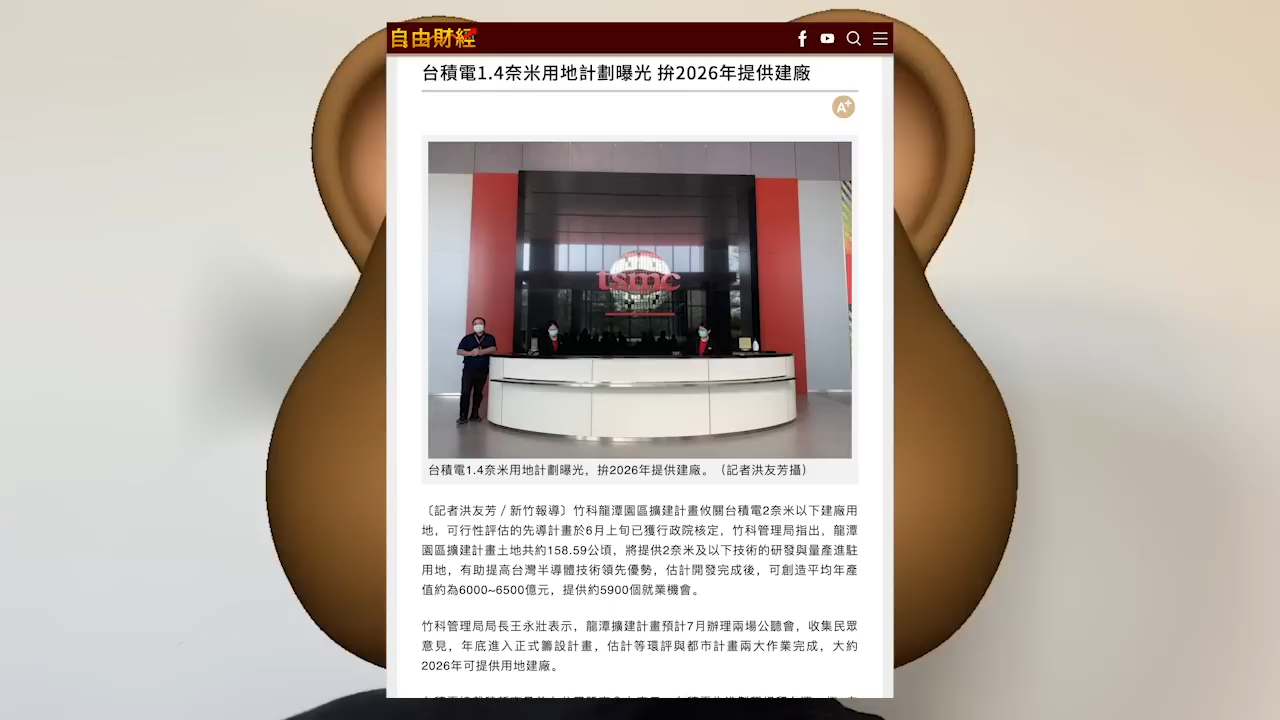 自由財經
台積電1.4奈米用地計劃曝光 拚2026年提供建廠
A+
tsmc
台積電1.4奈米用地計劃曝光，拚2026年提供建廠。（記者洪友芳攝）
〔記者洪友芳／新竹報導〕竹科龍潭園區擴建計畫攸關台積電2奈米以下建廠用
地，可行性評估的先導計畫於6月上旬已獲行政院核定，竹科管理局指出，龍潭
園區擴建計畫土地共約158.59公頃，將提供2奈米及以下技術的研發與量產進駐
用地，有助提高台灣半導體技術領先優勢，估計開發完成後，可創造平均年產
值約為6000~6500億元，提供約5900個就業機會。
竹科管理局局長王永壯表示，龍潭擴建計畫預計7月辦理兩場公聽會，收集民眾
意見，年底進入正式籌設計畫，估計等環評與都市計畫兩大作業完成，大約
2026年可提供用地建廠。